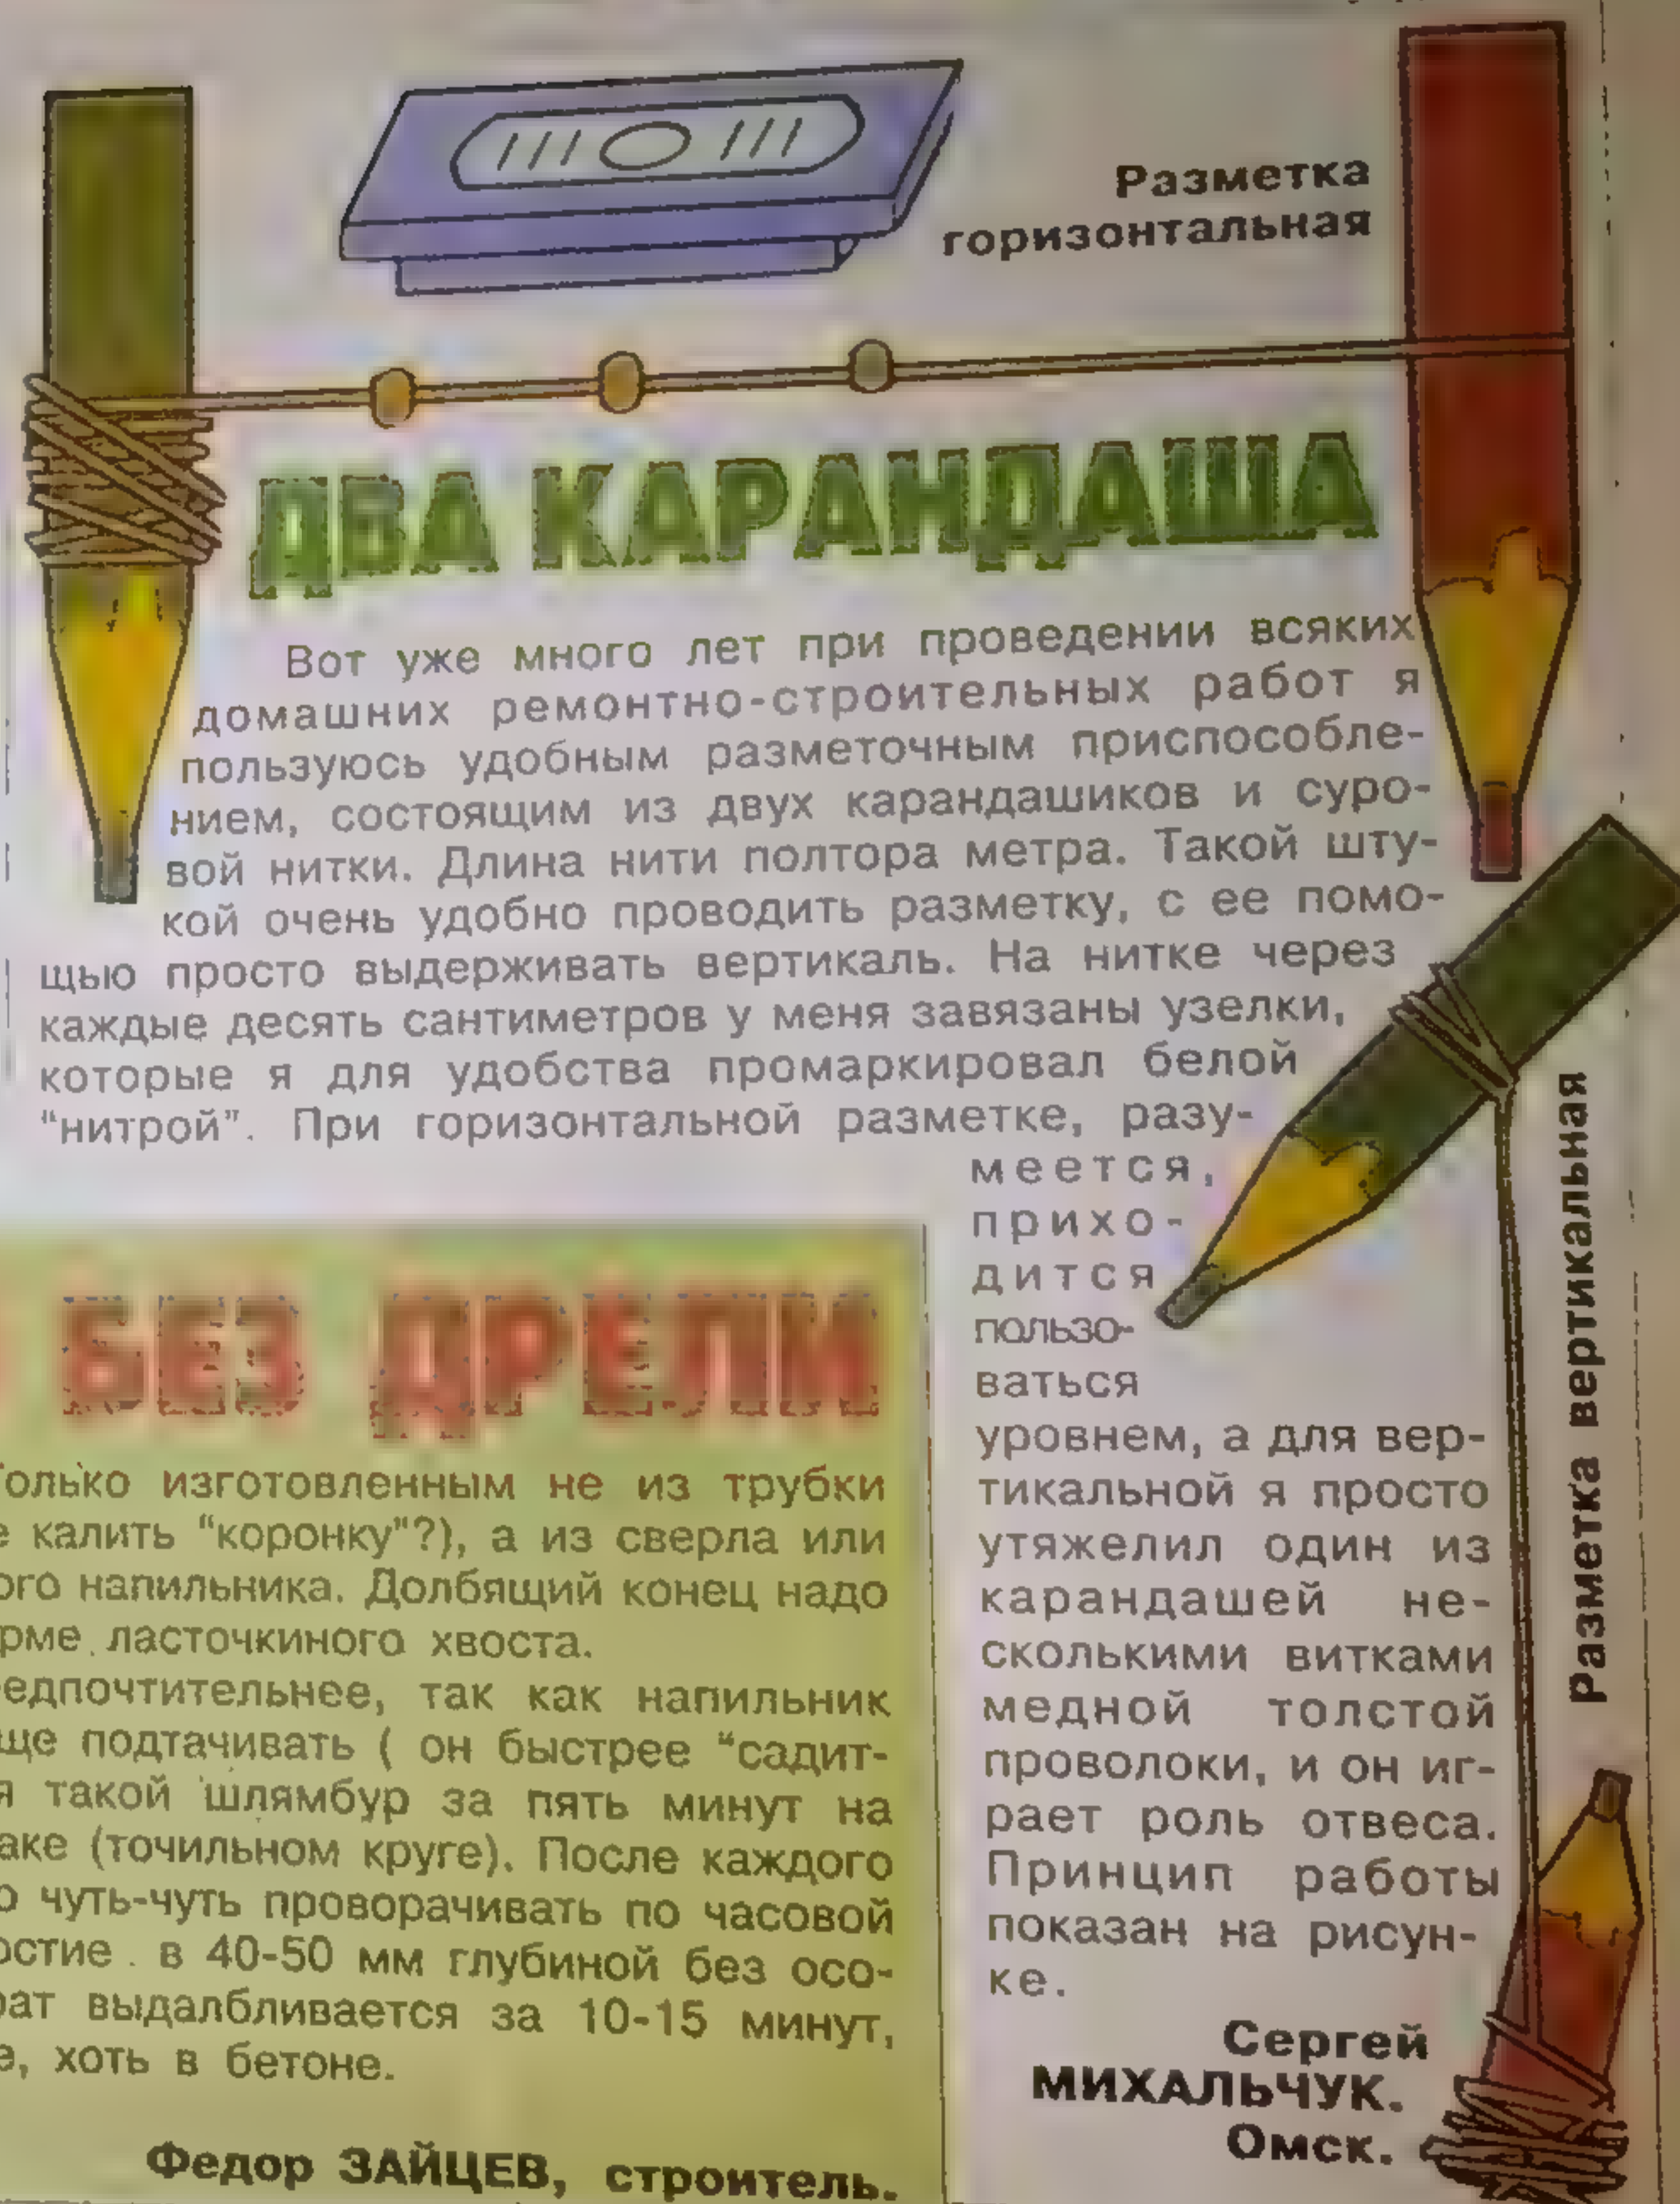 Разметка
горизонтальная
ДВА КАРАНДАША
Вот уже много лет при проведении всяких
домашних ремонтно-строительных работ я
пользуюсь удобным разметочным приспособле-
нием, состоящим из двух карандашиков и суро-
вой нитки. Длина нити полтора метра. Такой шту-
кой очень удобно проводить разметку, с ее помо-
щью просто выдерживать вертикаль. На нитке через
каждые десять сантиметров у меня завязаны узелки,
которые я для удобства промаркировал белой
“нитрой”. При горизонтальной разметке, разу-
меется,
прихо-
дится
пользо-
ваться
уровнем, а для вер-
тикальной я просто
утяжелил один из
карандашей не-
сколькими витками
медной толстой
проволоки, и он иг-
рает роль отвеса.
Принцип работы
показан на рисун-
ке.
Сергей
МИХАЛЬЧУК.
Омск.
Разметка вертикальная
БЕЗ ДРЕЛИ
только изготовленным не из трубки
калить “коронку”?), а из сверла или
напильника. Долбящий конец надо
ласточкиного хвоста.
так как напильник
подтачивать ( он быстрее “садит-
такой шлямбур за пять минут на
(точильном круге). После каждого
чуть-чуть проворачивать по часовой
в 40-50 мм глубиной без осо-
выдалбливается за 10-15 минут,
хоть в бетоне.
Федор ЗАЙЦЕВ, строитель.